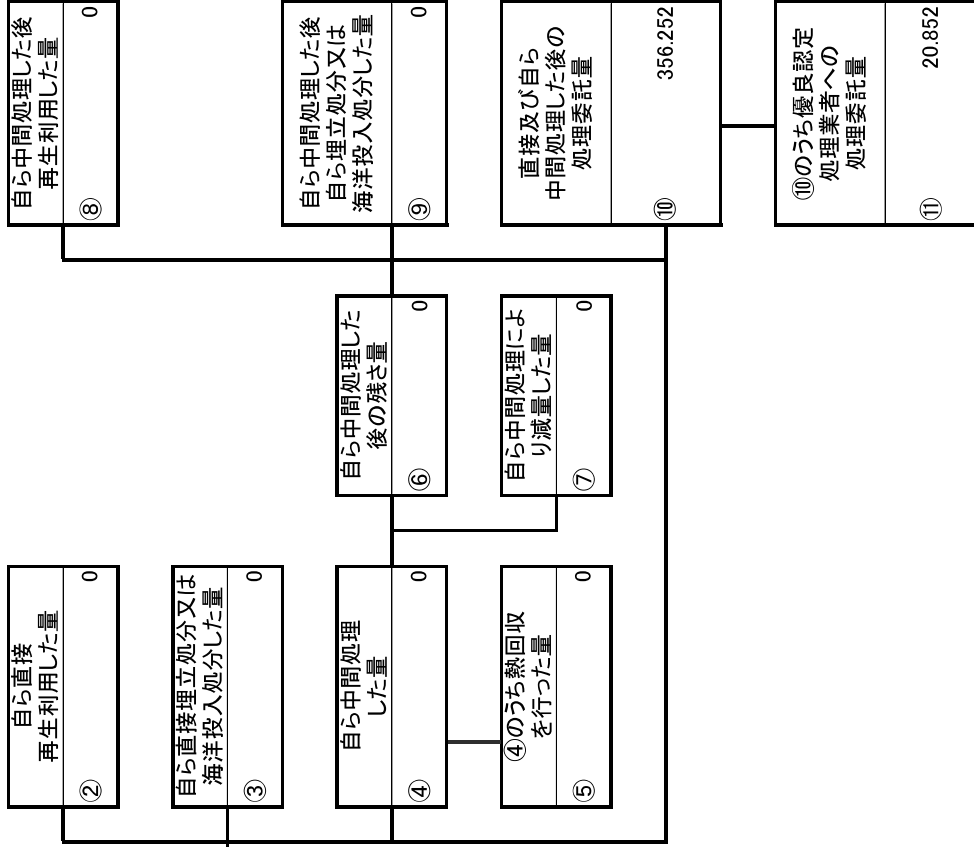 自ら直接
再生利用した量
② 0
自ら直接埋立処分又は
海洋投入処分した量
③ 0
自ら中間処理
した量
④ 0
④のうち熱回収
を行った量
⑤ 0
自ら中間処理した
後の残さ量
⑥ 0
自ら中間処理によ
り減量した量
⑦ 0
自ら中間処理した後
再生利用した量
⑧ 0
自ら中間処理した後
自ら埋立処分又は
海洋投入処分した量
⑨ 0
直接及び自ら
中間処理した後の
処理委託量
⑩ 356.252
⑩のうち優良認定
処理業者への
処理委託量
⑪ 20.852